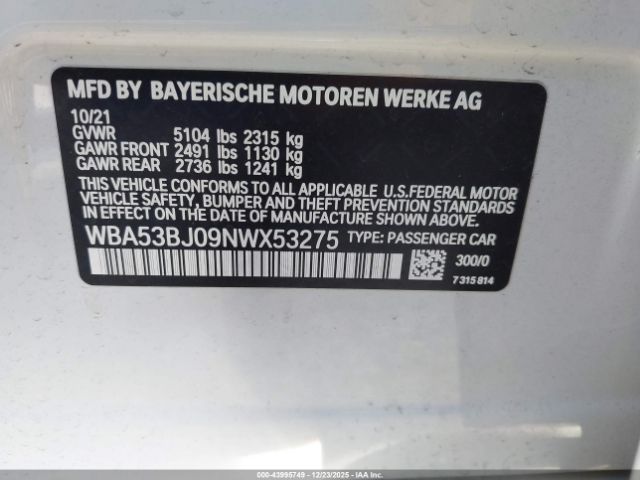 MFD BY BAYERISCHE MOTOREN WERKE AG
10/21
GVWR 5104 lbs 2315 kg
GAWR FRONT 2491 lbs 1130 kg
GAWR REAR 2736 lbs 1241 kg
THIS VEHICLE CONFORMS TO ALL APPLICABLE U.S.FEDERAL MOTOR
VEHICLE SAFETY, BUMPER AND THEFT PREVENTION STANDARDS
IN EFFECT ON THE DATE OF MANUFACTURE SHOWN ABOVE.
WBA53BJ09NWX53275 TYPE: PASSENGER CAR
300/0
7315814
000-43995749 - 12/23/2025 - IAAI.COM